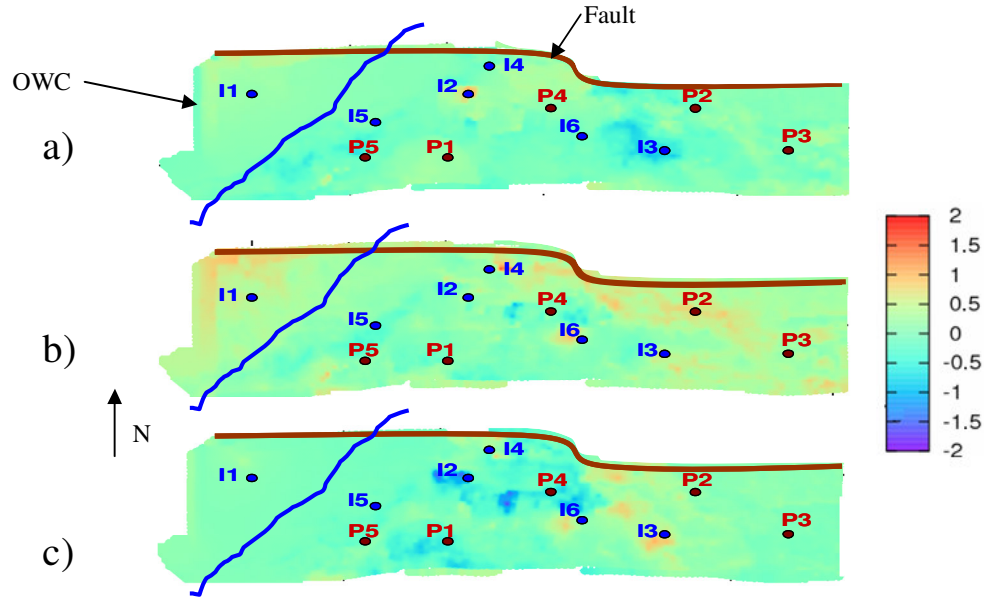 Fault
OWC
I4
I1
I2
P4
P2
I5
I6
P5
P1
I3
P3
a)
2
1.5
1
0.5
0
-0.5
-1
-1.5
-2
I4
I1
I2
P4
P2
I5
I6
P5
P1
I3
P3
b)
N
I4
I1
I2
P4
P2
I5
I6
P5
P1
I3
P3
c)